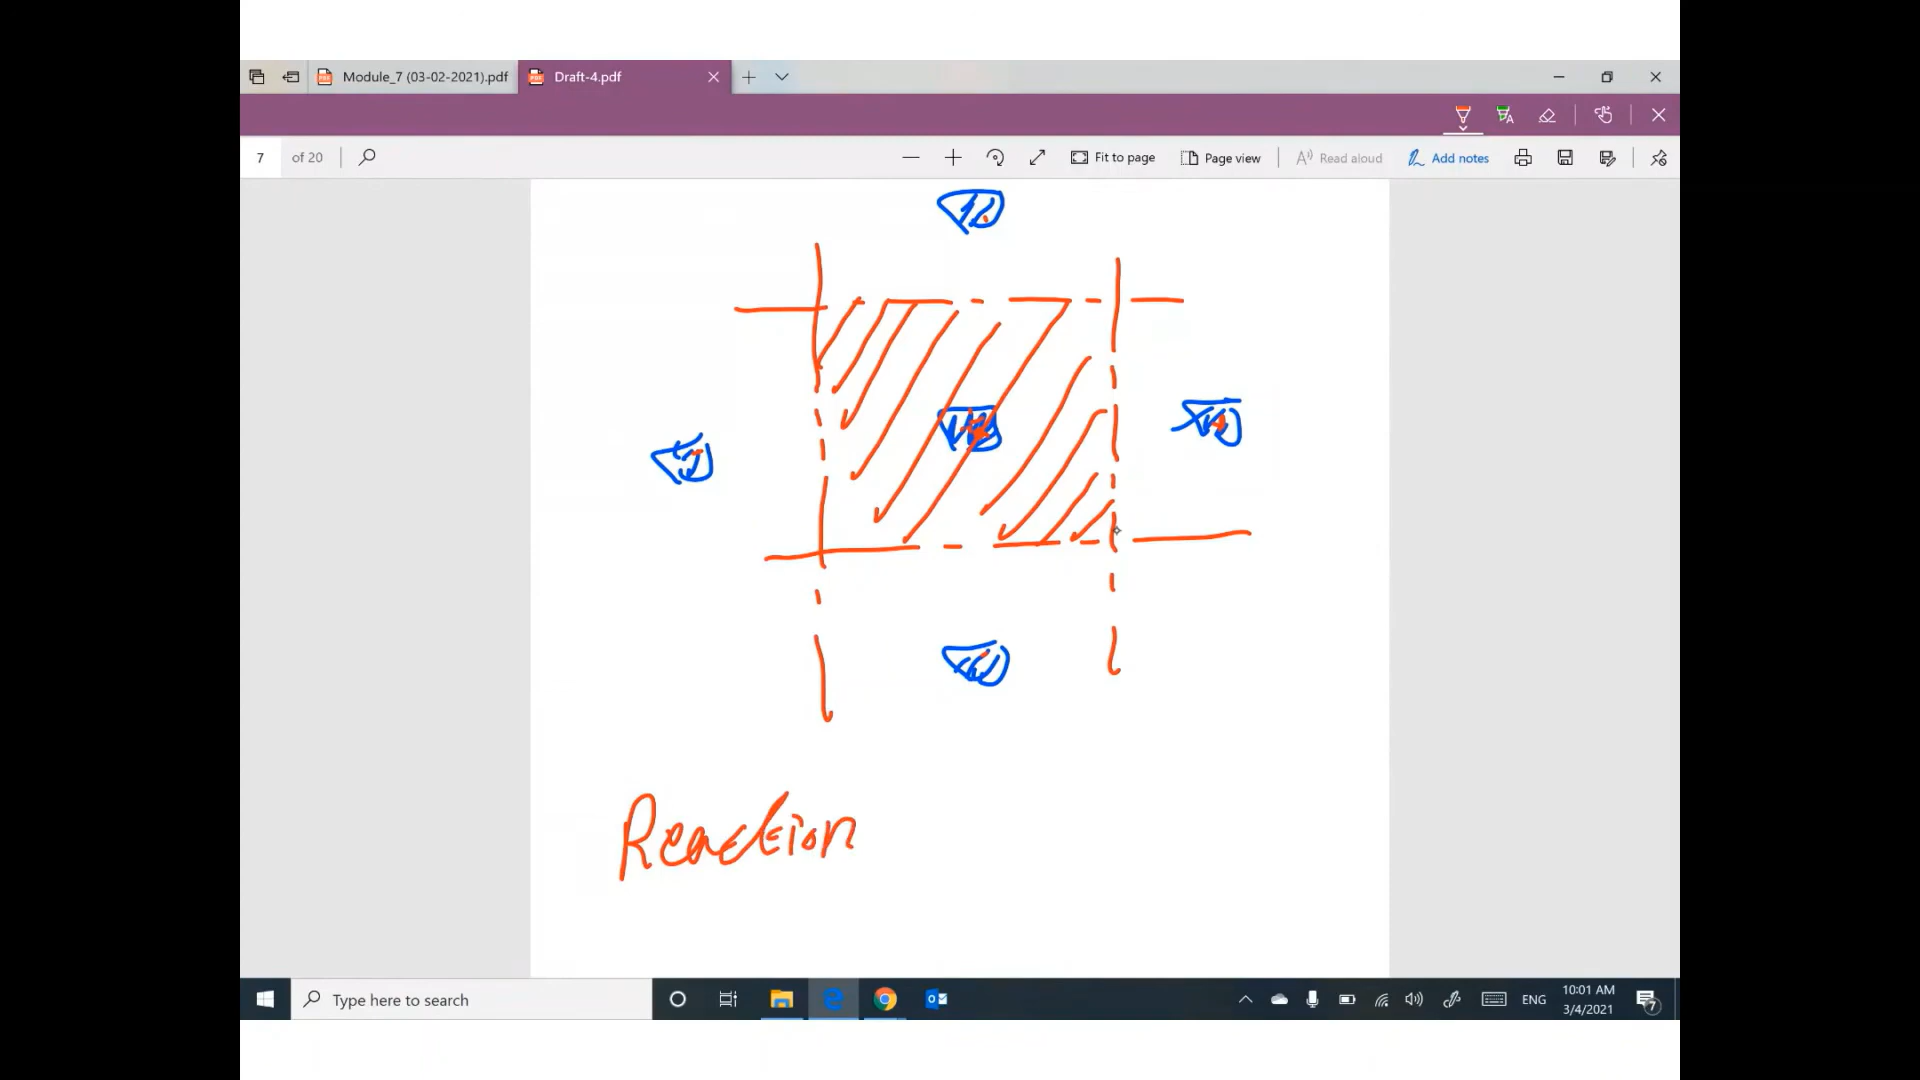 Module_7 (03-02-2021).pdf
Draft-4.pdf
7 of 20
Fit to page
Page view
Read aloud
Add notes
Reaction
Type here to search
ENG
10:01 AM
3/4/2021
7